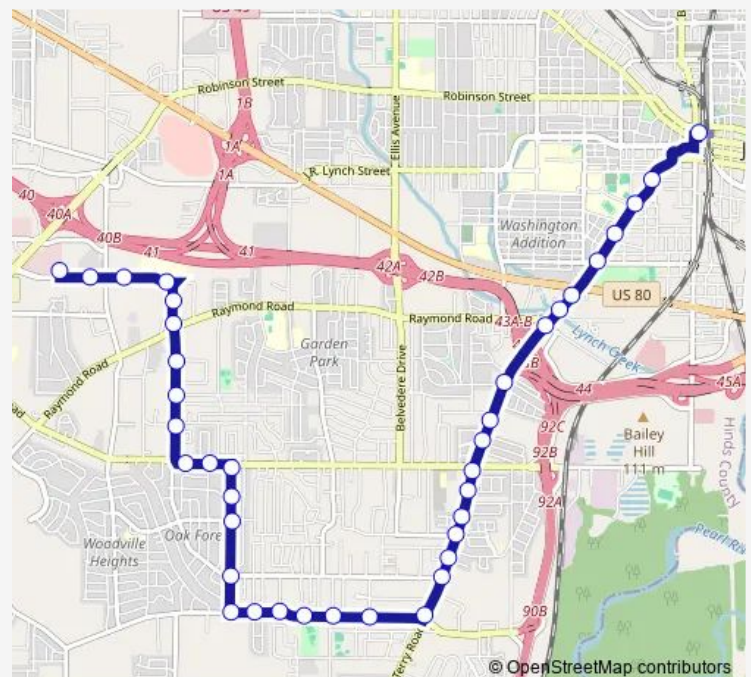 Robinson Street
Robinson Street
1B
Ellis Avenue
1A
J.R. Lynch Street
1A
40
40A
40B
41
41
42A
42B
Washington
Addition
US 80
Raymond Road
Raymond Road
43A-B
Lynch Creek
Garden
Park
Raymond Road
Belvedere Drive
44
45A
92C
92B
92A
Bailey
Hill
111 m
Hinds County
Pearl Riv
Oak Fore
Woodville
Heights
90B
Terry Road
© OpenStreetMap contributors